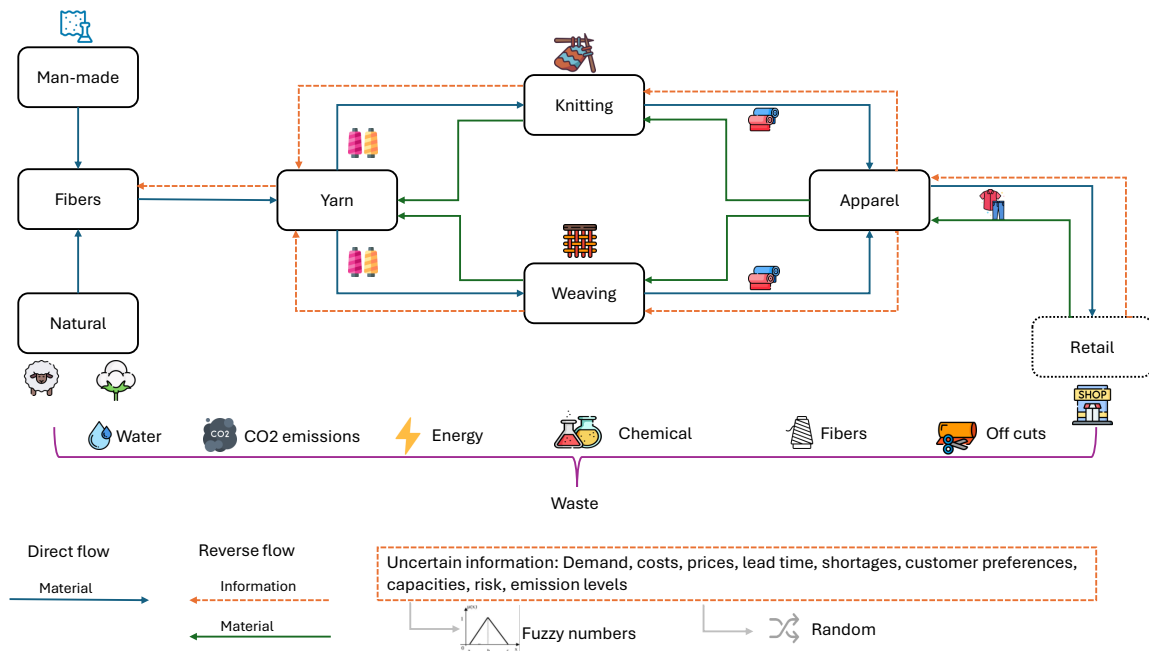 Man-made
Knitting
Fibers
Yarn
Apparel
Weaving
Natural
Retail
SHOP
Water
CO2
CO2 emissions
Energy
Chemical
Fibers
Off cuts
Waste
Direct flow
Reverse flow
Material
Information
Material
Uncertain information: Demand, costs, prices, lead time, shortages, customer preferences,
capacities, risk, emission levels
Fuzzy numbers
Random